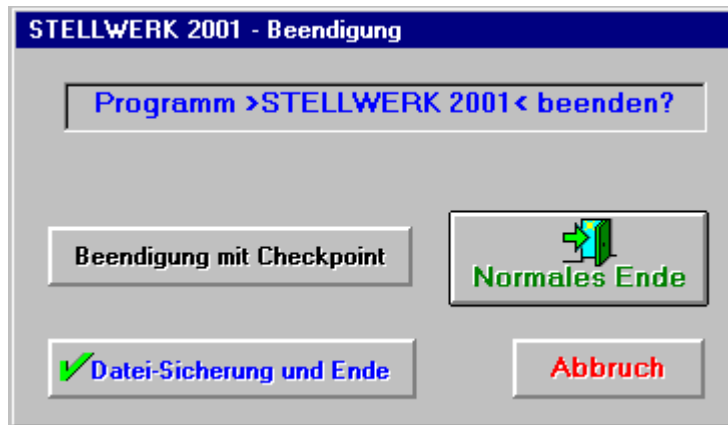 STELLWERK 2001 - Beendigung
Programm >STELLWERK 2001< beenden?
Beendigung mit Checkpoint
Normales Ende
Datei-Sicherung und Ende
Abbruch